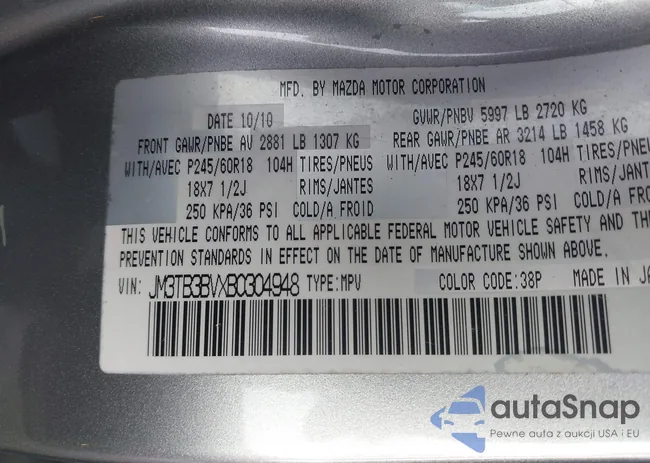 MFD. BY MAZDA MOTOR CORPORATION
DATE 10/10 GVWR/PNBV 5997 LB 2720 KG
FRONT GAWR/PNBE AV 2881 LB 1307 KG REAR GAWR/PNBE AR 3214 LB 1458 KG
WITH/AVEC P245/60R18 104H TIRES/PNEUS WITH/AVEC P245/60R18 104H TIRES/PNEUS
18X7 1/2J RIMS/JANTES 18X7 1/2J RIMS/JANTES
250 KPA/36 PSI COLD/A FROID 250 KPA/36 PSI COLD/A FROID
THIS VEHICLE CONFORMS TO ALL APPLICABLE FEDERAL MOTOR VEHICLE SAFETY AND THEFT
PREVENTION STANDARDS IN EFFECT ON THE DATE OF MANUFACTURE SHOWN ABOVE.
VIN: JM3TB3BVXB0304948 TYPE:MPV COLOR CODE:38P MADE IN JA
autaSnap
Pewne auta z aukcji USA i EU